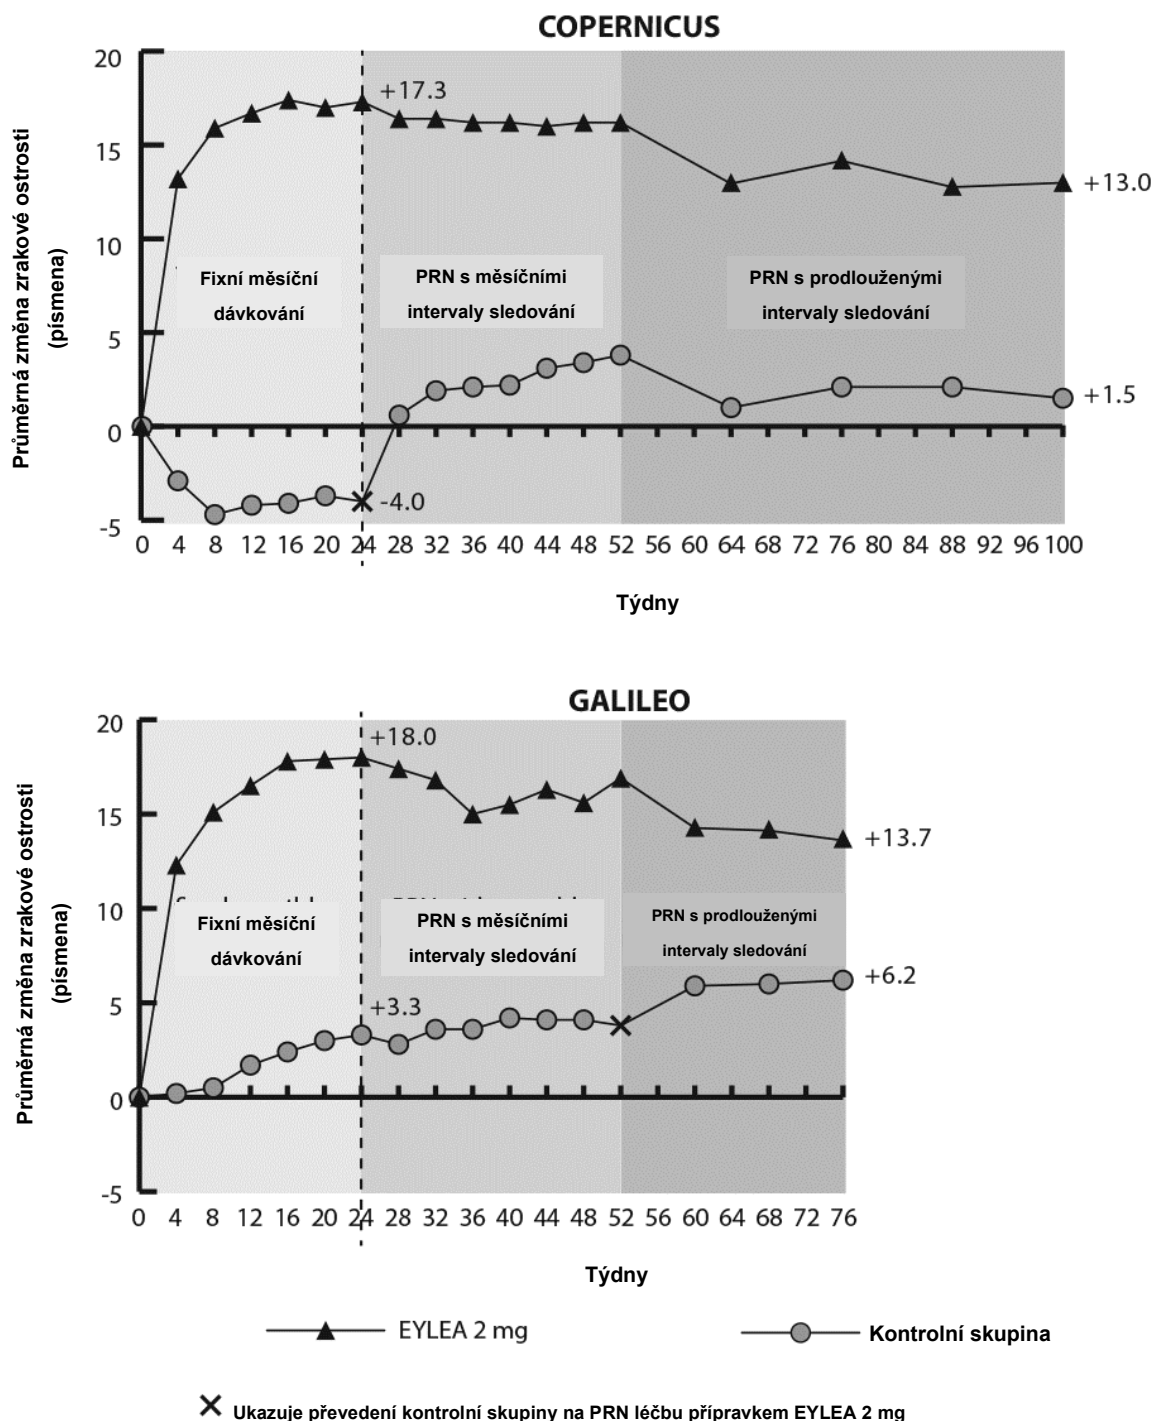 COPERNICUS
Průměrná změna zrakové ostrosti
(písmena)
20
15
10
5
0
-5
+17.3
-4.0
+13.0
+1.5
Fixní měsíční
dávkování
PRN s měsíčními
intervaly sledování
PRN s prodlouženými
intervaly sledování
0 4 8 12 16 20 24 28 32 36 40 44 48 52 56 60 64 68 72 76 80 84 88 92 96 100
Týdny
GALILEO
Průměrná změna zrakové ostrosti
(písmena)
20
15
10
5
0
-5
+18.0
+3.3
+13.7
+6.2
Fixní měsíční
dávkování
PRN s měsíčními
intervaly sledování
PRN s prodlouženými
intervaly sledování
0 4 8 12 16 20 24 28 32 36 40 44 48 52 56 60 64 68 72 76
Týdny
EYLEA 2 mg
Kontrolní skupina
Ukazuje převedení kontrolní skupiny na PRN léčbu přípravkem EYLEA 2 mg